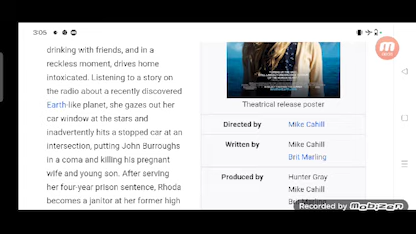 3:05
drinking with friends, and in a
reckless moment, drives home
intoxicated. Listening to a story on
the radio about a recently discovered
Earth-like planet, she gazes out her
car window at the stars and
inadvertently hits a stopped car at an
intersection, putting John Burroughs
in a coma and killing his pregnant
wife and young son. After serving
her four-year prison sentence, Rhoda
becomes a janitor at her former high
Theatrical release poster
Directed by Mike Cahill
Written by Mike Cahill
Brit Marling
Produced by Hunter Gray
Mike Cahill
Recorded by Mobizen